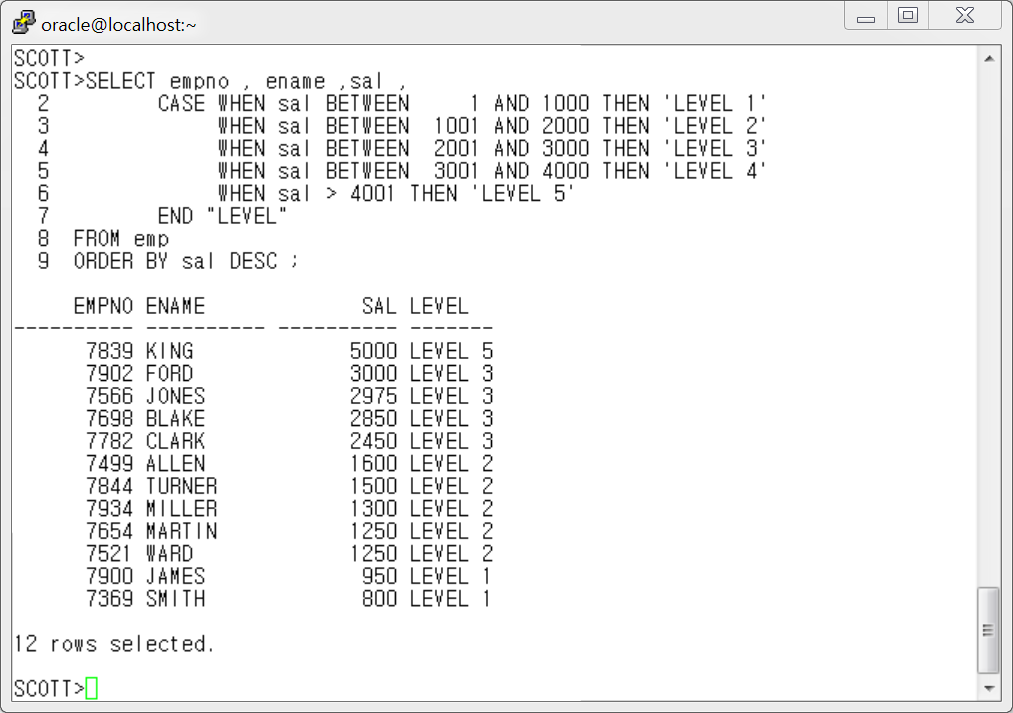 oracle@localhost:~
SCOTT>
SCOTT>SELECT empno , ename ,sal ,
  2         CASE WHEN sal BETWEEN     1 AND 1000 THEN 'LEVEL 1'
  3              WHEN sal BETWEEN  1001 AND 2000 THEN 'LEVEL 2'
  4              WHEN sal BETWEEN  2001 AND 3000 THEN 'LEVEL 3'
  5              WHEN sal BETWEEN  3001 AND 4000 THEN 'LEVEL 4'
  6              WHEN sal > 4001 THEN 'LEVEL 5'
  7         END "LEVEL"
  8  FROM emp
  9  ORDER BY sal DESC ;
     EMPNO ENAME             SAL LEVEL
---------- ---------- ---------- -------
      7839 KING             5000 LEVEL 5
      7902 FORD             3000 LEVEL 3
      7566 JONES            2975 LEVEL 3
      7698 BLAKE            2850 LEVEL 3
      7782 CLARK            2450 LEVEL 3
      7499 ALLEN            1600 LEVEL 2
      7844 TURNER           1500 LEVEL 2
      7934 MILLER           1300 LEVEL 2
      7654 MARTIN           1250 LEVEL 2
      7521 WARD             1250 LEVEL 2
      7900 JAMES             950 LEVEL 1
      7369 SMITH             800 LEVEL 1
12 rows selected.
SCOTT>